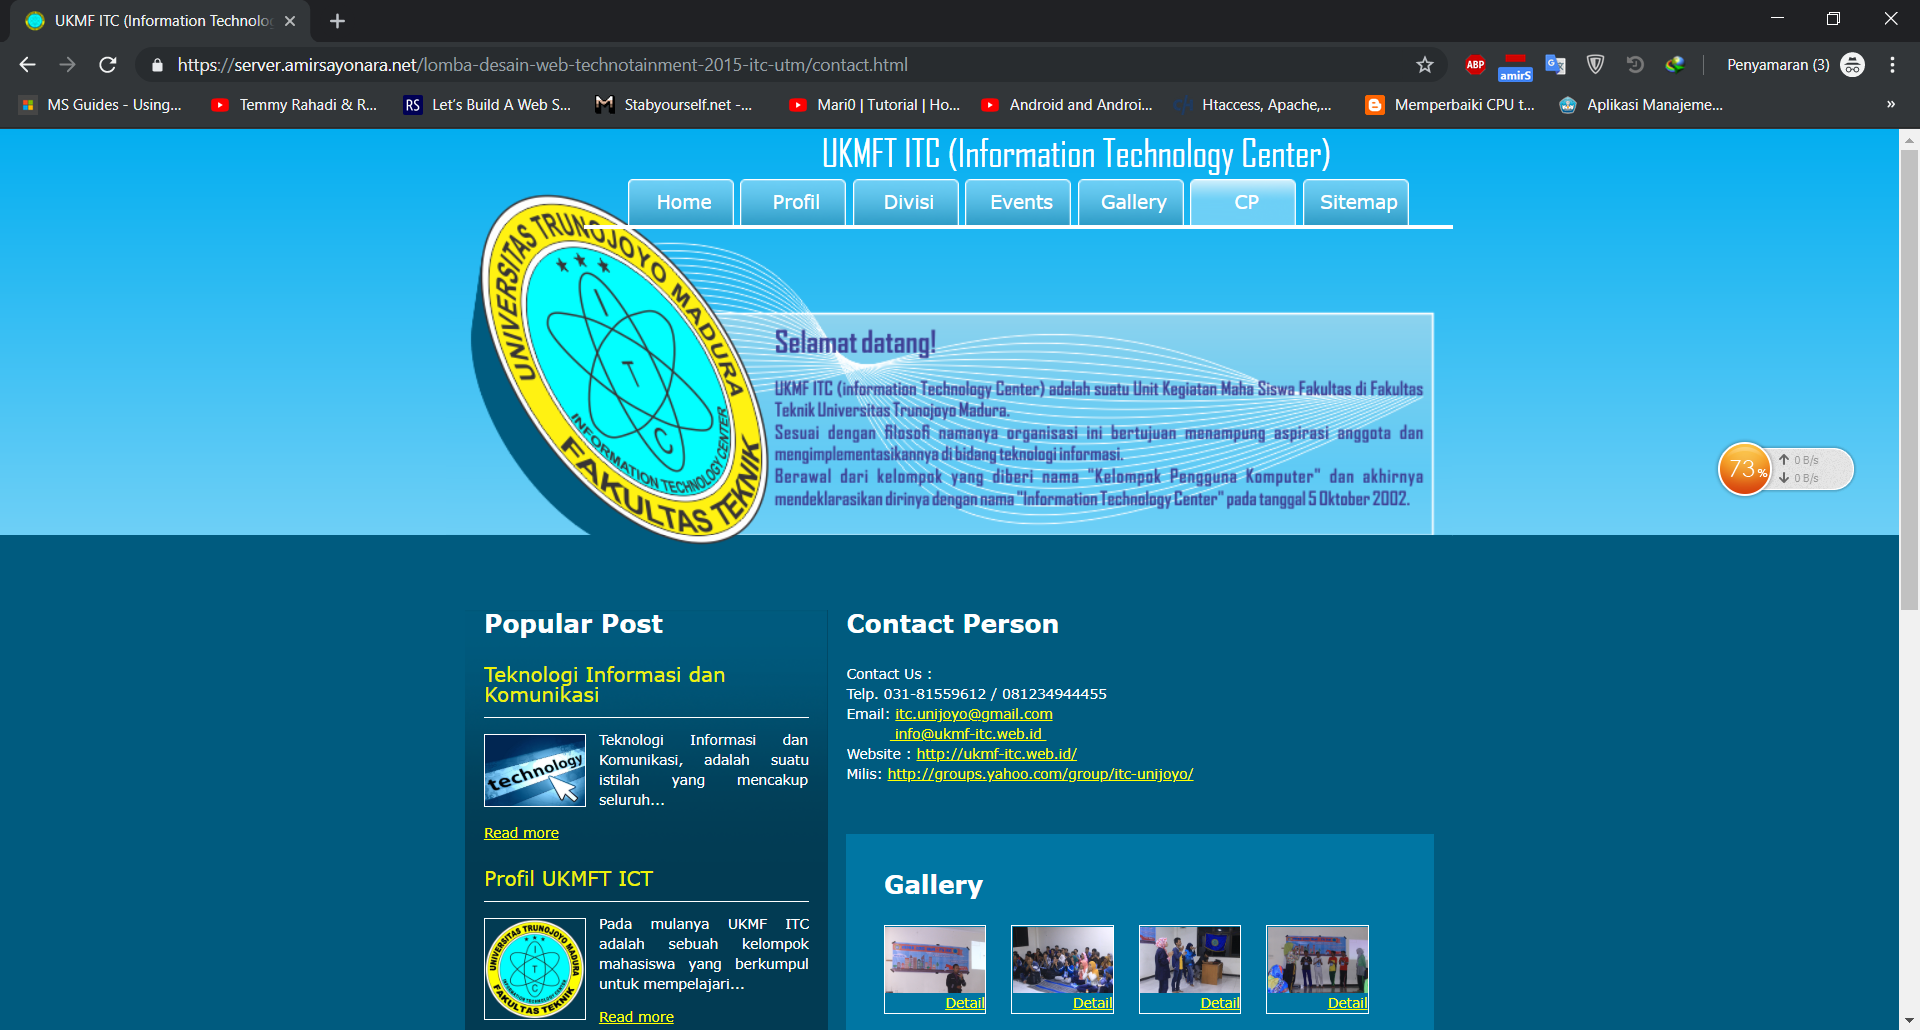 UKMF ITC (Information Technolo
https://server.amirsayonara.net/lomba-desain-web-technotainment-2015-itc-utm/contact.html
ABP
amirS
Penyamaran (3)
MS Guides - Using...
Temmy Rahadi & R...
RS Let's Build A Web S...
Stabyourself.net -...
Mari0 | Tutorial | Ho...
Android and Androi...
Htaccess, Apache,...
Memperbaiki CPU t...
Aplikasi Manajeme...
»
UKMFT ITC (Information Technology Center)
Home Profil Divisi Events Gallery CP Sitemap
UNIVERSITAS TRUNOJOYO MADURA
I T C
INFORMATION TECHNOLOGY CENTER
FAKULTAS TEKNIK
Selamat datang!
UKMF ITC (information Technology Center) adalah suatu Unit Kegiatan Maha Siswa Fakultas di Fakultas
Teknik Universitas Trunojoyo Madura.
Sesuai dengan filosofi namanya organisasi ini bertujuan menampung aspirasi anggota dan
mengimplementasikannya di bidang teknologi informasi.
Berawal dari kelompok yang diberi nama "Kelompok Pengguna Komputer" dan akhirnya
mendeklarasikan dirinya dengan nama "Information Technology Center" pada tanggal 5 Oktober 2002.
73%
0 B/s
0 B/s
Popular Post
Teknologi Informasi dan
Komunikasi
technology
Teknologi Informasi dan
Komunikasi, adalah suatu
istilah yang mencakup
seluruh...
Read more
Profil UKMFT ICT
UNIVERSITAS TRUNOJOYO MADURA
I T C
INFORMATION TECHNOLOGY CENTER
FAKULTAS TEKNIK
Pada mulanya UKMF ITC
adalah sebuah kelompok
mahasiswa yang berkumpul
untuk mempelajari...
Read more
Contact Person
Contact Us :
Telp. 031-81559612 / 081234944455
Email: itc.unijoyo@gmail.com
info@ukmf-itc.web.id
Website : http://ukmf-itc.web.id/
Milis: http://groups.yahoo.com/group/itc-unijoyo/
Gallery
Detail Detail Detail Detail